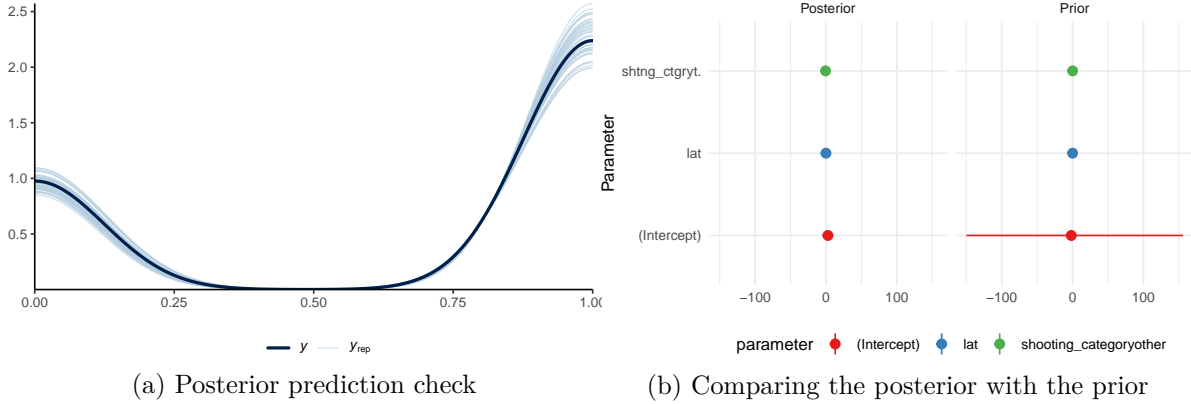 2.5
2.0
1.5
1.0
0.5
0.00 0.25 0.50 0.75 1.00
y yrep
(a) Posterior prediction check
Posterior Prior
Parameter
shtng_ctgryt.
lat
(Intercept)
−100 0 100 −100 0 100
parameter (Intercept) lat shooting_categoryother
(b) Comparing the posterior with the prior